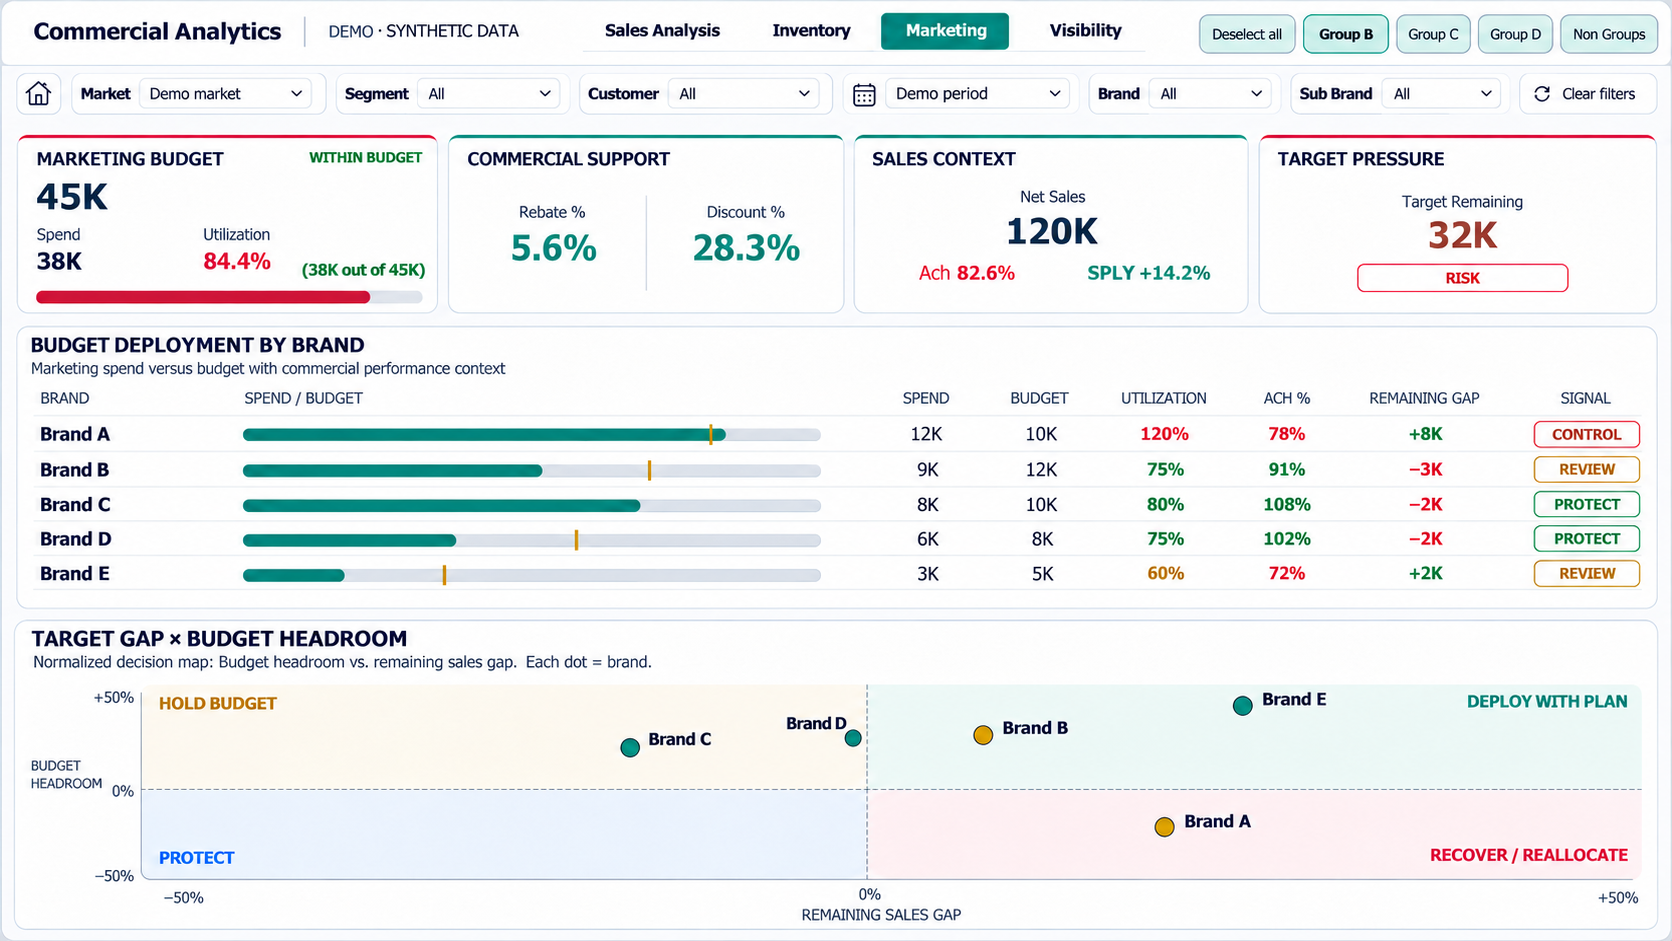 Commercial Analytics
DEMO · SYNTHETIC DATA
Sales Analysis Inventory Marketing Visibility
Deselect all Group B Group C Group D Non Groups
Market Demo market Segment All Customer All Demo period Brand All Sub Brand All Clear filters
MARKETING BUDGET WITHIN BUDGET
45K
Spend Utilization
38K 84.4% (38K out of 45K)
COMMERCIAL SUPPORT
Rebate % Discount %
5.6% 28.3%
SALES CONTEXT
Net Sales
120K
Ach 82.6% SPLY +14.2%
TARGET PRESSURE
Target Remaining
32K
RISK
BUDGET DEPLOYMENT BY BRAND
Marketing spend versus budget with commercial performance context
BRAND SPEND / BUDGET SPEND BUDGET UTILIZATION ACH % REMAINING GAP SIGNAL
Brand A 12K 10K 120% 78% +8K CONTROL
Brand B 9K 12K 75% 91% −3K REVIEW
Brand C 8K 10K 80% 108% −2K PROTECT
Brand D 6K 8K 75% 102% −2K PROTECT
Brand E 3K 5K 60% 72% +2K REVIEW
TARGET GAP × BUDGET HEADROOM
Normalized decision map: Budget headroom vs. remaining sales gap. Each dot = brand.
+50%
HOLD BUDGET
DEPLOY WITH PLAN
Brand E
Brand D
Brand B
Brand C
BUDGET
HEADROOM
0%
Brand A
PROTECT
RECOVER / REALLOCATE
−50%
−50% 0% +50%
REMAINING SALES GAP